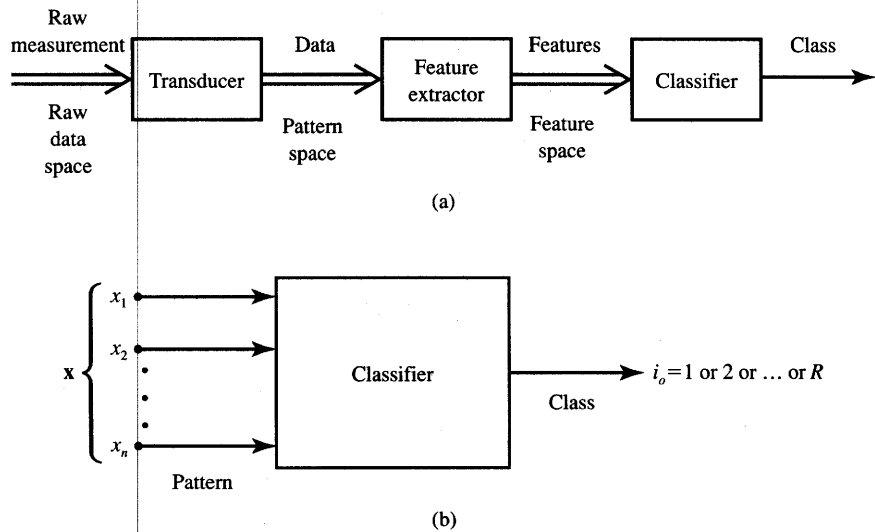 Raw
measurement
Data
Features
Class
Transducer
Feature
extractor
Classifier
Raw
data
space
Pattern
space
Feature
space
(a)
x
x₁
x₂
xₙ
Classifier
Class
iₒ=1 or 2 or ... or R
Pattern
(b)